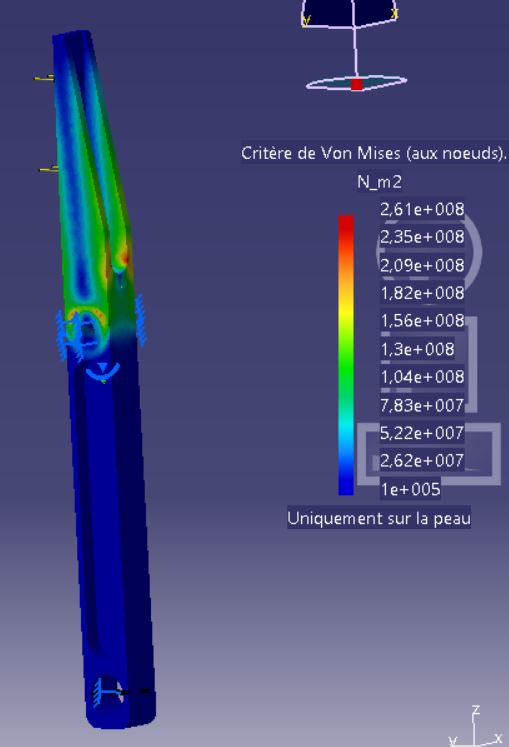 y x
Critère de Von Mises (aux noeuds).
N_m2
2,61e+008
2,35e+008
2,09e+008
1,82e+008
1,56e+008
1,3e+008
1,04e+008
7,83e+007
5,22e+007
2,62e+007
1e+005
Uniquement sur la peau
z
y x